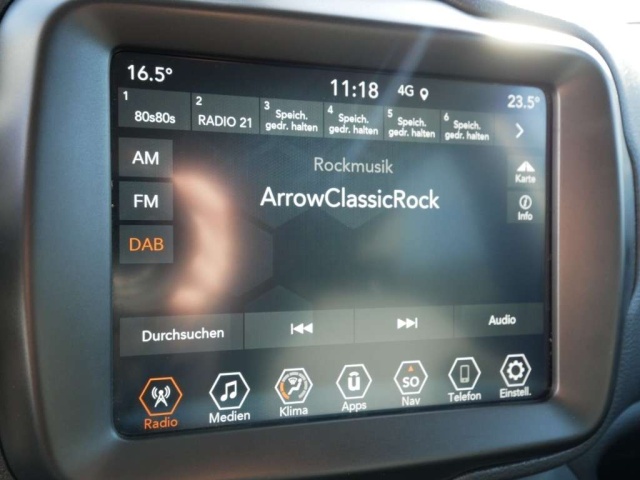 16.5°
11:18
4G
23.5°
1
80s80s
2
RADIO 21
3
Speich.
gedr. halten
4
Speich.
gedr. halten
5
Speich.
gedr. halten
6
Speich.
gedr. halten
AM
FM
DAB
Rockmusik
ArrowClassicRock
Karte
Info
Durchsuchen
Audio
Radio
Medien
Klima
ū
Apps
SO
Nav
Telefon
Einstell.